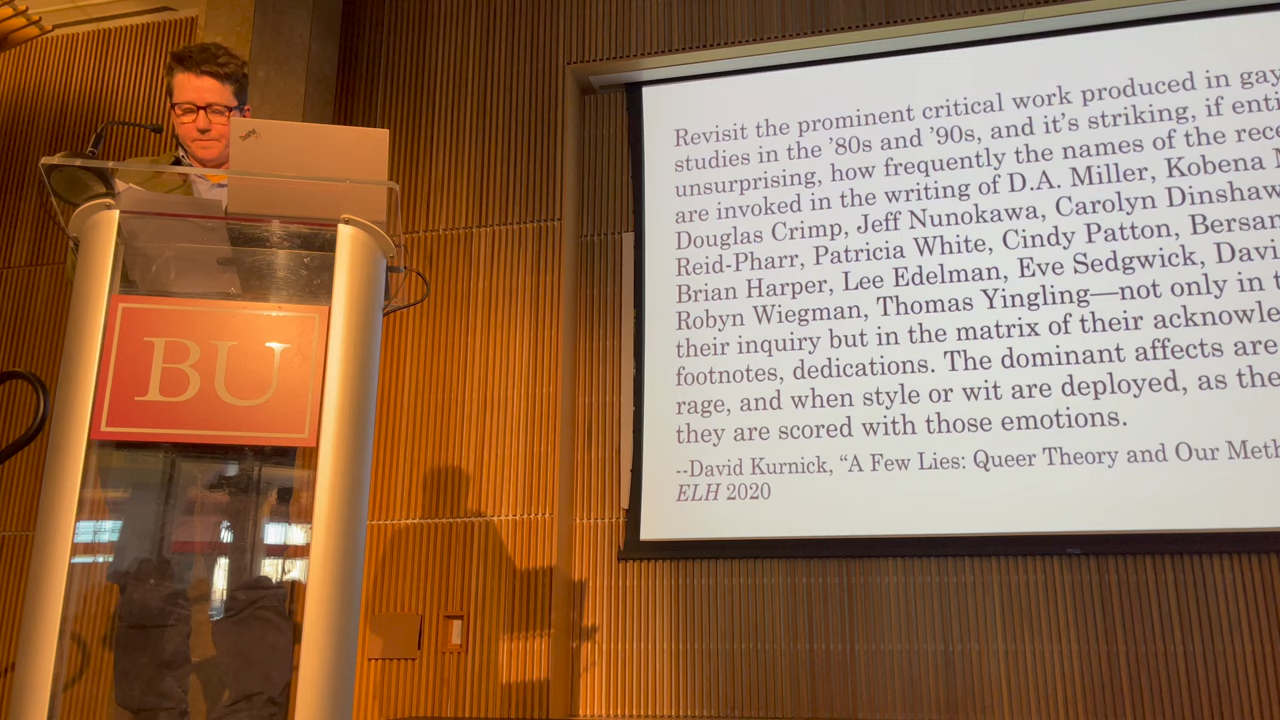 ThinkPad
BU
Revisit the prominent critical work produced in gay
studies in the '80s and '90s, and it's striking, if enti
unsurprising, how frequently the names of the rece
are invoked in the writing of D.A. Miller, Kobena M
Douglas Crimp, Jeff Nunokawa, Carolyn Dinshaw
Reid-Pharr, Patricia White, Cindy Patton, Bersan
Brian Harper, Lee Edelman, Eve Sedgwick, Davi
Robyn Wiegman, Thomas Yingling—not only in t
their inquiry but in the matrix of their acknowle
footnotes, dedications. The dominant affects are
rage, and when style or wit are deployed, as the
they are scored with those emotions.
--David Kurnick, “A Few Lies: Queer Theory and Our Meth
ELH 2020